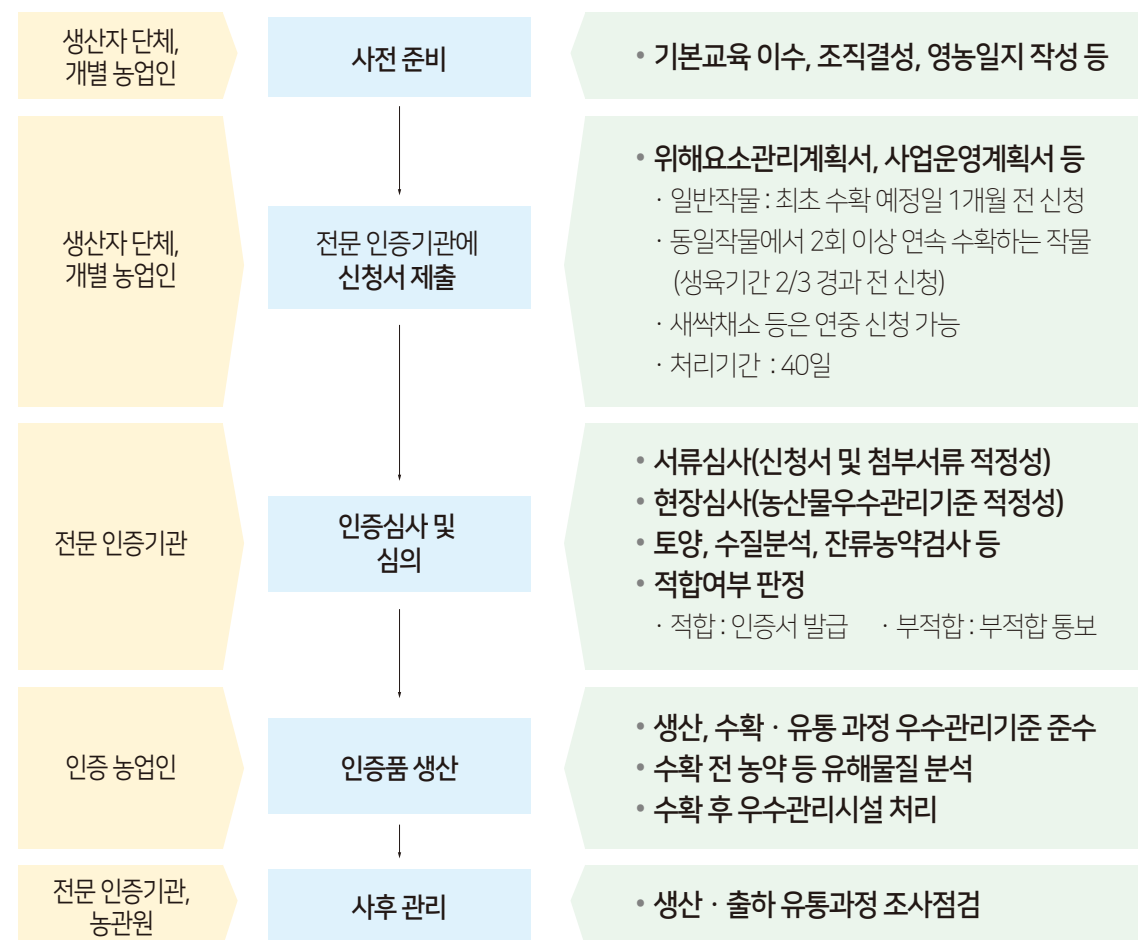 생산자 단체,
개별 농업인
사전 준비
• 기본교육 이수, 조직결성, 영농일지 작성 등
생산자 단체,
개별 농업인
전문 인증기관에
신청서 제출
• 위해요소관리계획서, 사업운영계획서 등
· 일반작물 : 최초 수확 예정일 1개월 전 신청
· 동일작물에서 2회 이상 연속 수확하는 작물
(생육기간 2/3 경과 전 신청)
· 새싹채소 등은 연중 신청 가능
· 처리기간 : 40일
전문 인증기관
인증심사 및
심의
• 서류심사(신청서 및 첨부서류 적정성)
• 현장심사(농산물우수관리기준 적정성)
• 토양, 수질분석, 잔류농약검사 등
• 적합여부 판정
· 적합 : 인증서 발급 · 부적합 : 부적합 통보
인증 농업인
인증품 생산
• 생산, 수확 · 유통 과정 우수관리기준 준수
• 수확 전 농약 등 유해물질 분석
• 수확 후 우수관리시설 처리
전문 인증기관,
농관원
사후 관리
• 생산 · 출하 유통과정 조사점검